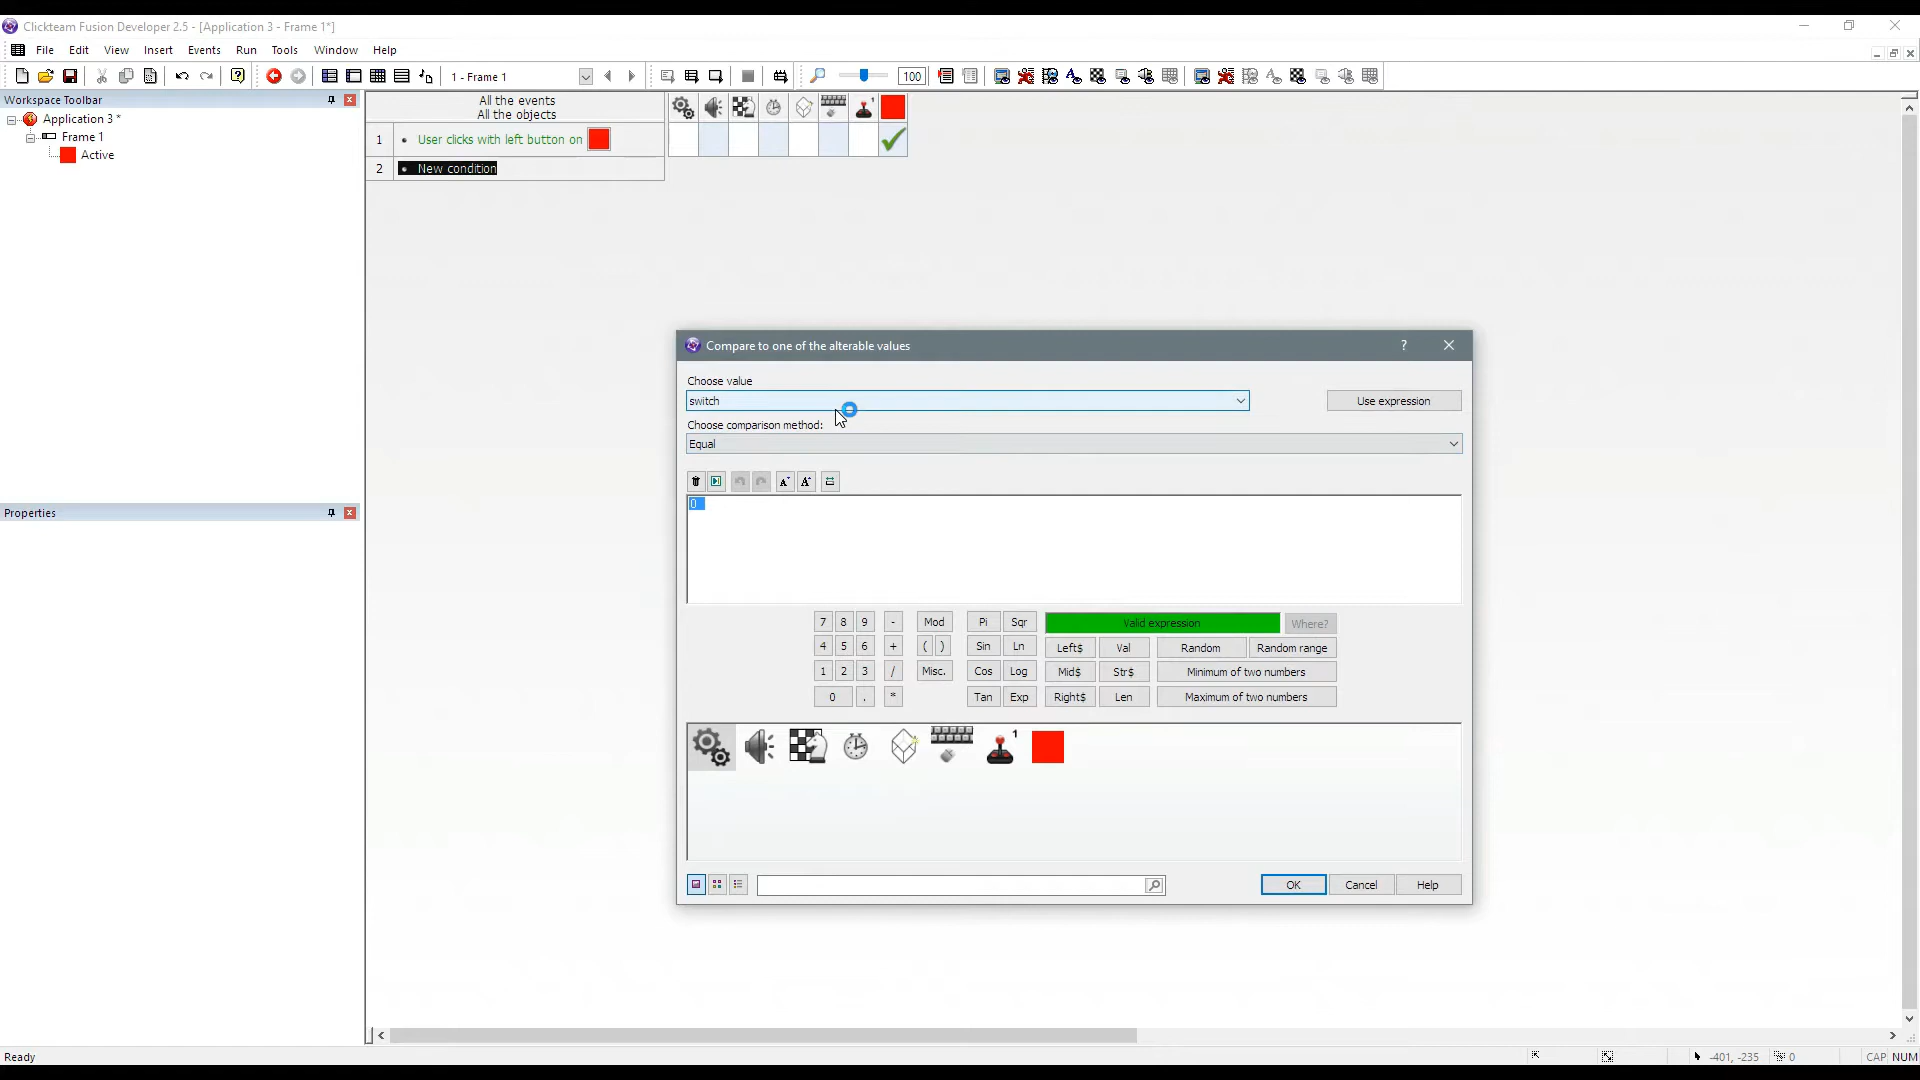 Clickteam Fusion Developer 2.5 - [Application 3 - Frame 1*]
File Edit View Insert Events Run Tools Window Help
1 - Frame 1
100
Workspace Toolbar
Application 3 *
Frame 1
Active
Properties
All the events
All the objects
1
1 • User clicks with left button on
2 • New condition
Compare to one of the alterable values
?
Choose value
switch
Use expression
Choose comparison method:
Equal
0
7 8 9 - Mod Pi Sqr Valid expression Where?
4 5 6 + ( ) Sin Ln Left$ Val Random Random range
1 2 3 / Misc. Cos Log Mid$ Str$ Minimum of two numbers
0 . * Tan Exp Right$ Len Maximum of two numbers
1
OK Cancel Help
Ready
-401, -235
0
CAP NUM